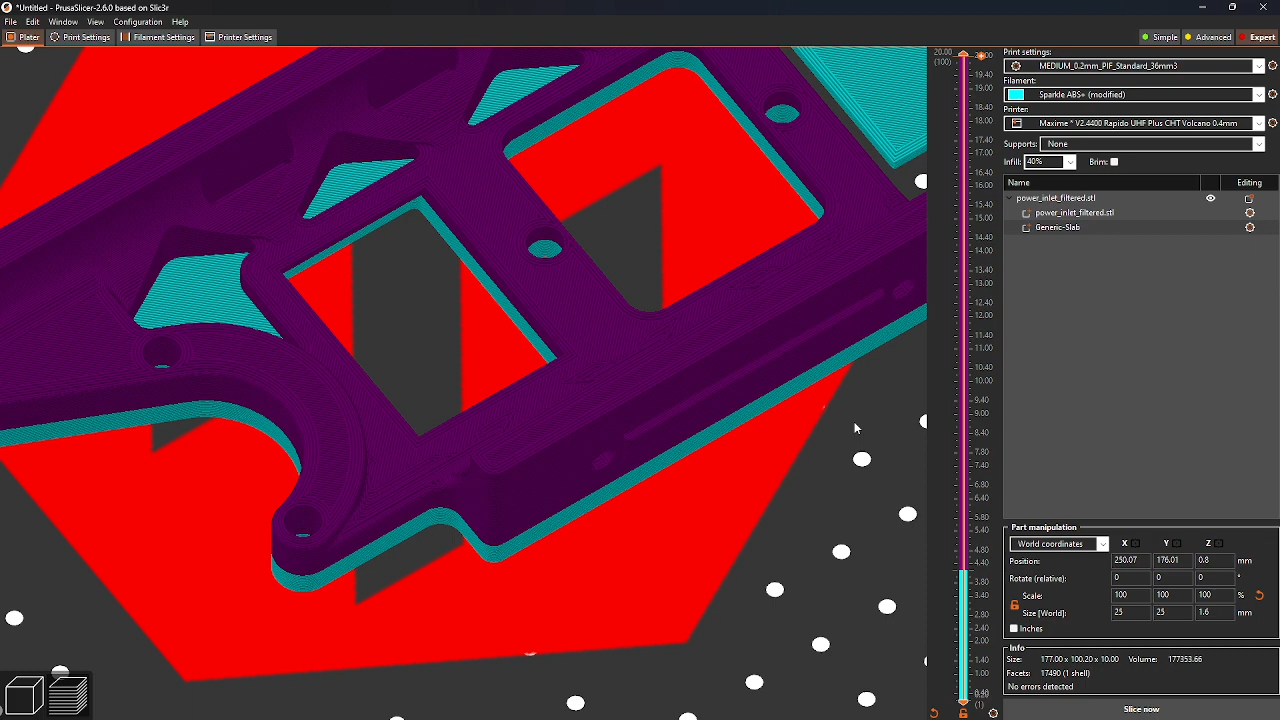 *Untitled - PrusaSlicer-2.6.0 based on Slic3r
File Edit Window View Configuration Help
Plater Print Settings Filament Settings Printer Settings Simple Advanced Expert
Print settings:
MEDIUM_0.2mm_PIF_Standard_36mm3
Filament:
Sparkle ABS+ (modified)
Printer:
Maxime * V2.4400 Rapido UHF Plus CHT Volcano 0.4mm
Supports: None
Infill: 40% Brim:
Name Editing
power_inlet_filtered.stl
power_inlet_filtered.stl
Generic-Slab
20.00
(100)
19.40
19.00
18.40
18.00
17.40
17.00
16.40
16.00
15.40
15.00
14.40
14.00
13.40
13.00
12.40
12.00
11.40
11.00
10.40
10.00
9.40
9.00
8.40
8.00
7.40
7.00
6.80
6.40
5.80
5.40
4.80
4.40
3.80
3.40
2.80
2.40
2.00
1.40
1.00
(1)
Part manipulation
World coordinates X Y Z
Position: 250.07 176.01 0.8 mm
Rotate (relative): 0 0 0 °
Scale: 100 100 100 %
Size [World]: 25 25 1.6 mm
Inches
Info
Size: 177.00 x 100.20 x 10.00 Volume: 177353.66
Facets: 17490 (1 shell)
No errors detected
Slice now